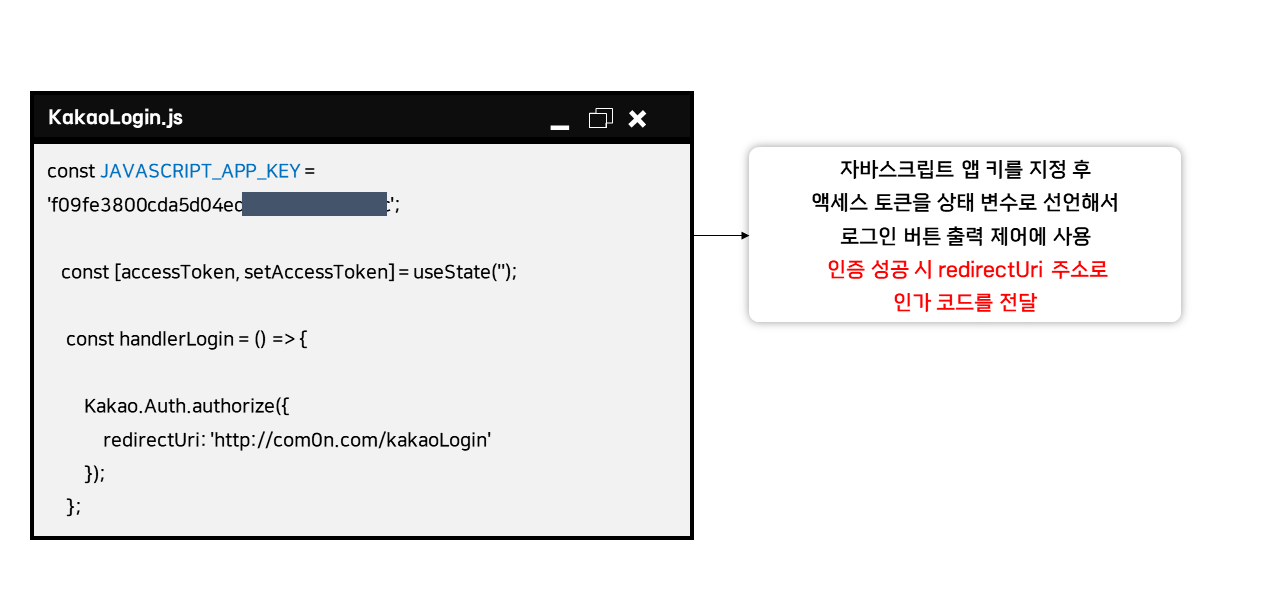 KakaoLogin.js
const JAVASCRIPT_APP_KEY =
'f09fe3800cda5d04ec';
const [accessToken, setAccessToken] = useState('');
const handlerLogin = () => {
Kakao.Auth.authorize({
redirectUri: 'http://com0n.com/kakaoLogin'
});
};
자바스크립트 앱 키를 지정 후
액세스 토큰을 상태 변수로 선언해서
로그인 버튼 출력 제어에 사용
인증 성공 시 redirectUri 주소로
인가 코드를 전달